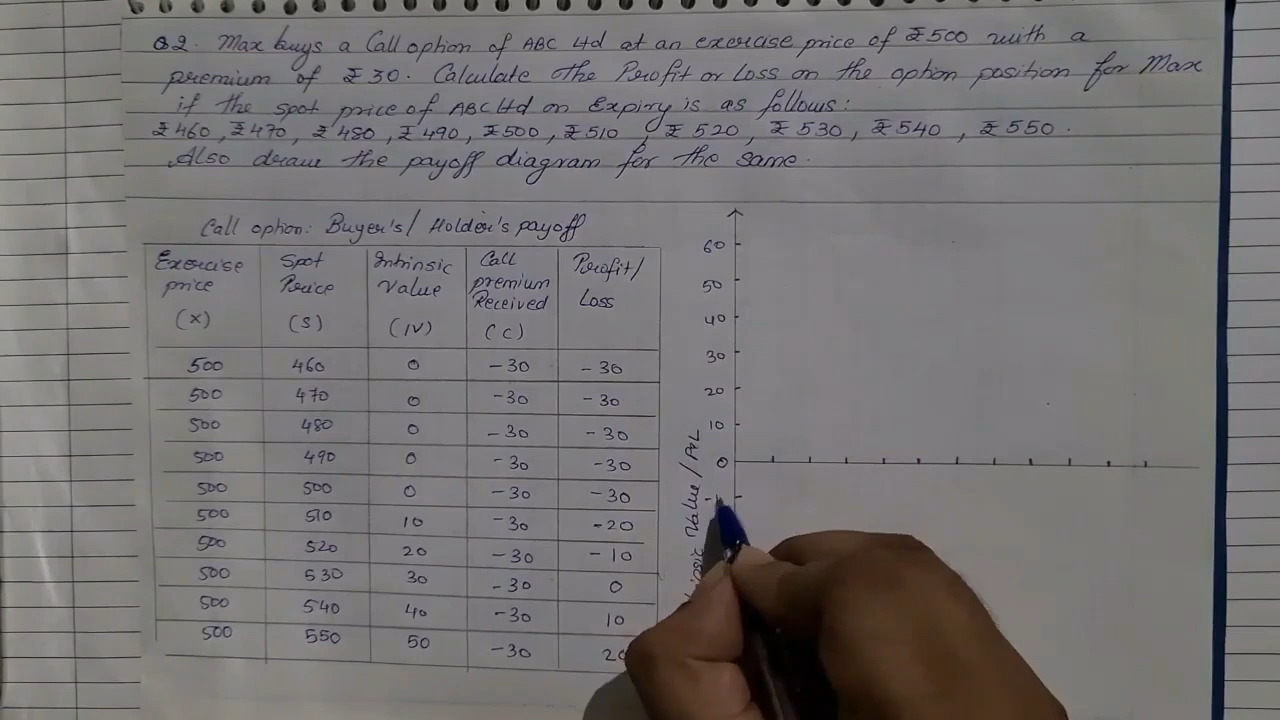 Q2. Max buys a Call option of ABC Ltd at an exercise price of ₹500 with a
premium of ₹30. Calculate the Profit or Loss on the option position for Max
if the spot price of ABC Ltd on Expiry is as follows:
₹460, ₹470, ₹480, ₹490, ₹500, ₹510, ₹520, ₹530, ₹540, ₹550.
Also draw the payoff diagram for the same.
Call option: Buyer's/ Holder's payoff
Exercise price (X) Spot Price (S) Intrinsic Value (IV) Call premium Received (C) Profit/ Loss
500 460 0 -30 -30
500 470 0 -30 -30
500 480 0 -30 -30
500 490 0 -30 -30
500 500 0 -30 -30
500 510 10 -30 -20
500 520 20 -30 -10
500 530 30 -30 0
500 540 40 -30 10
500 550 50 -30 20
60
50
40
30
20
10
0
Value / P/L